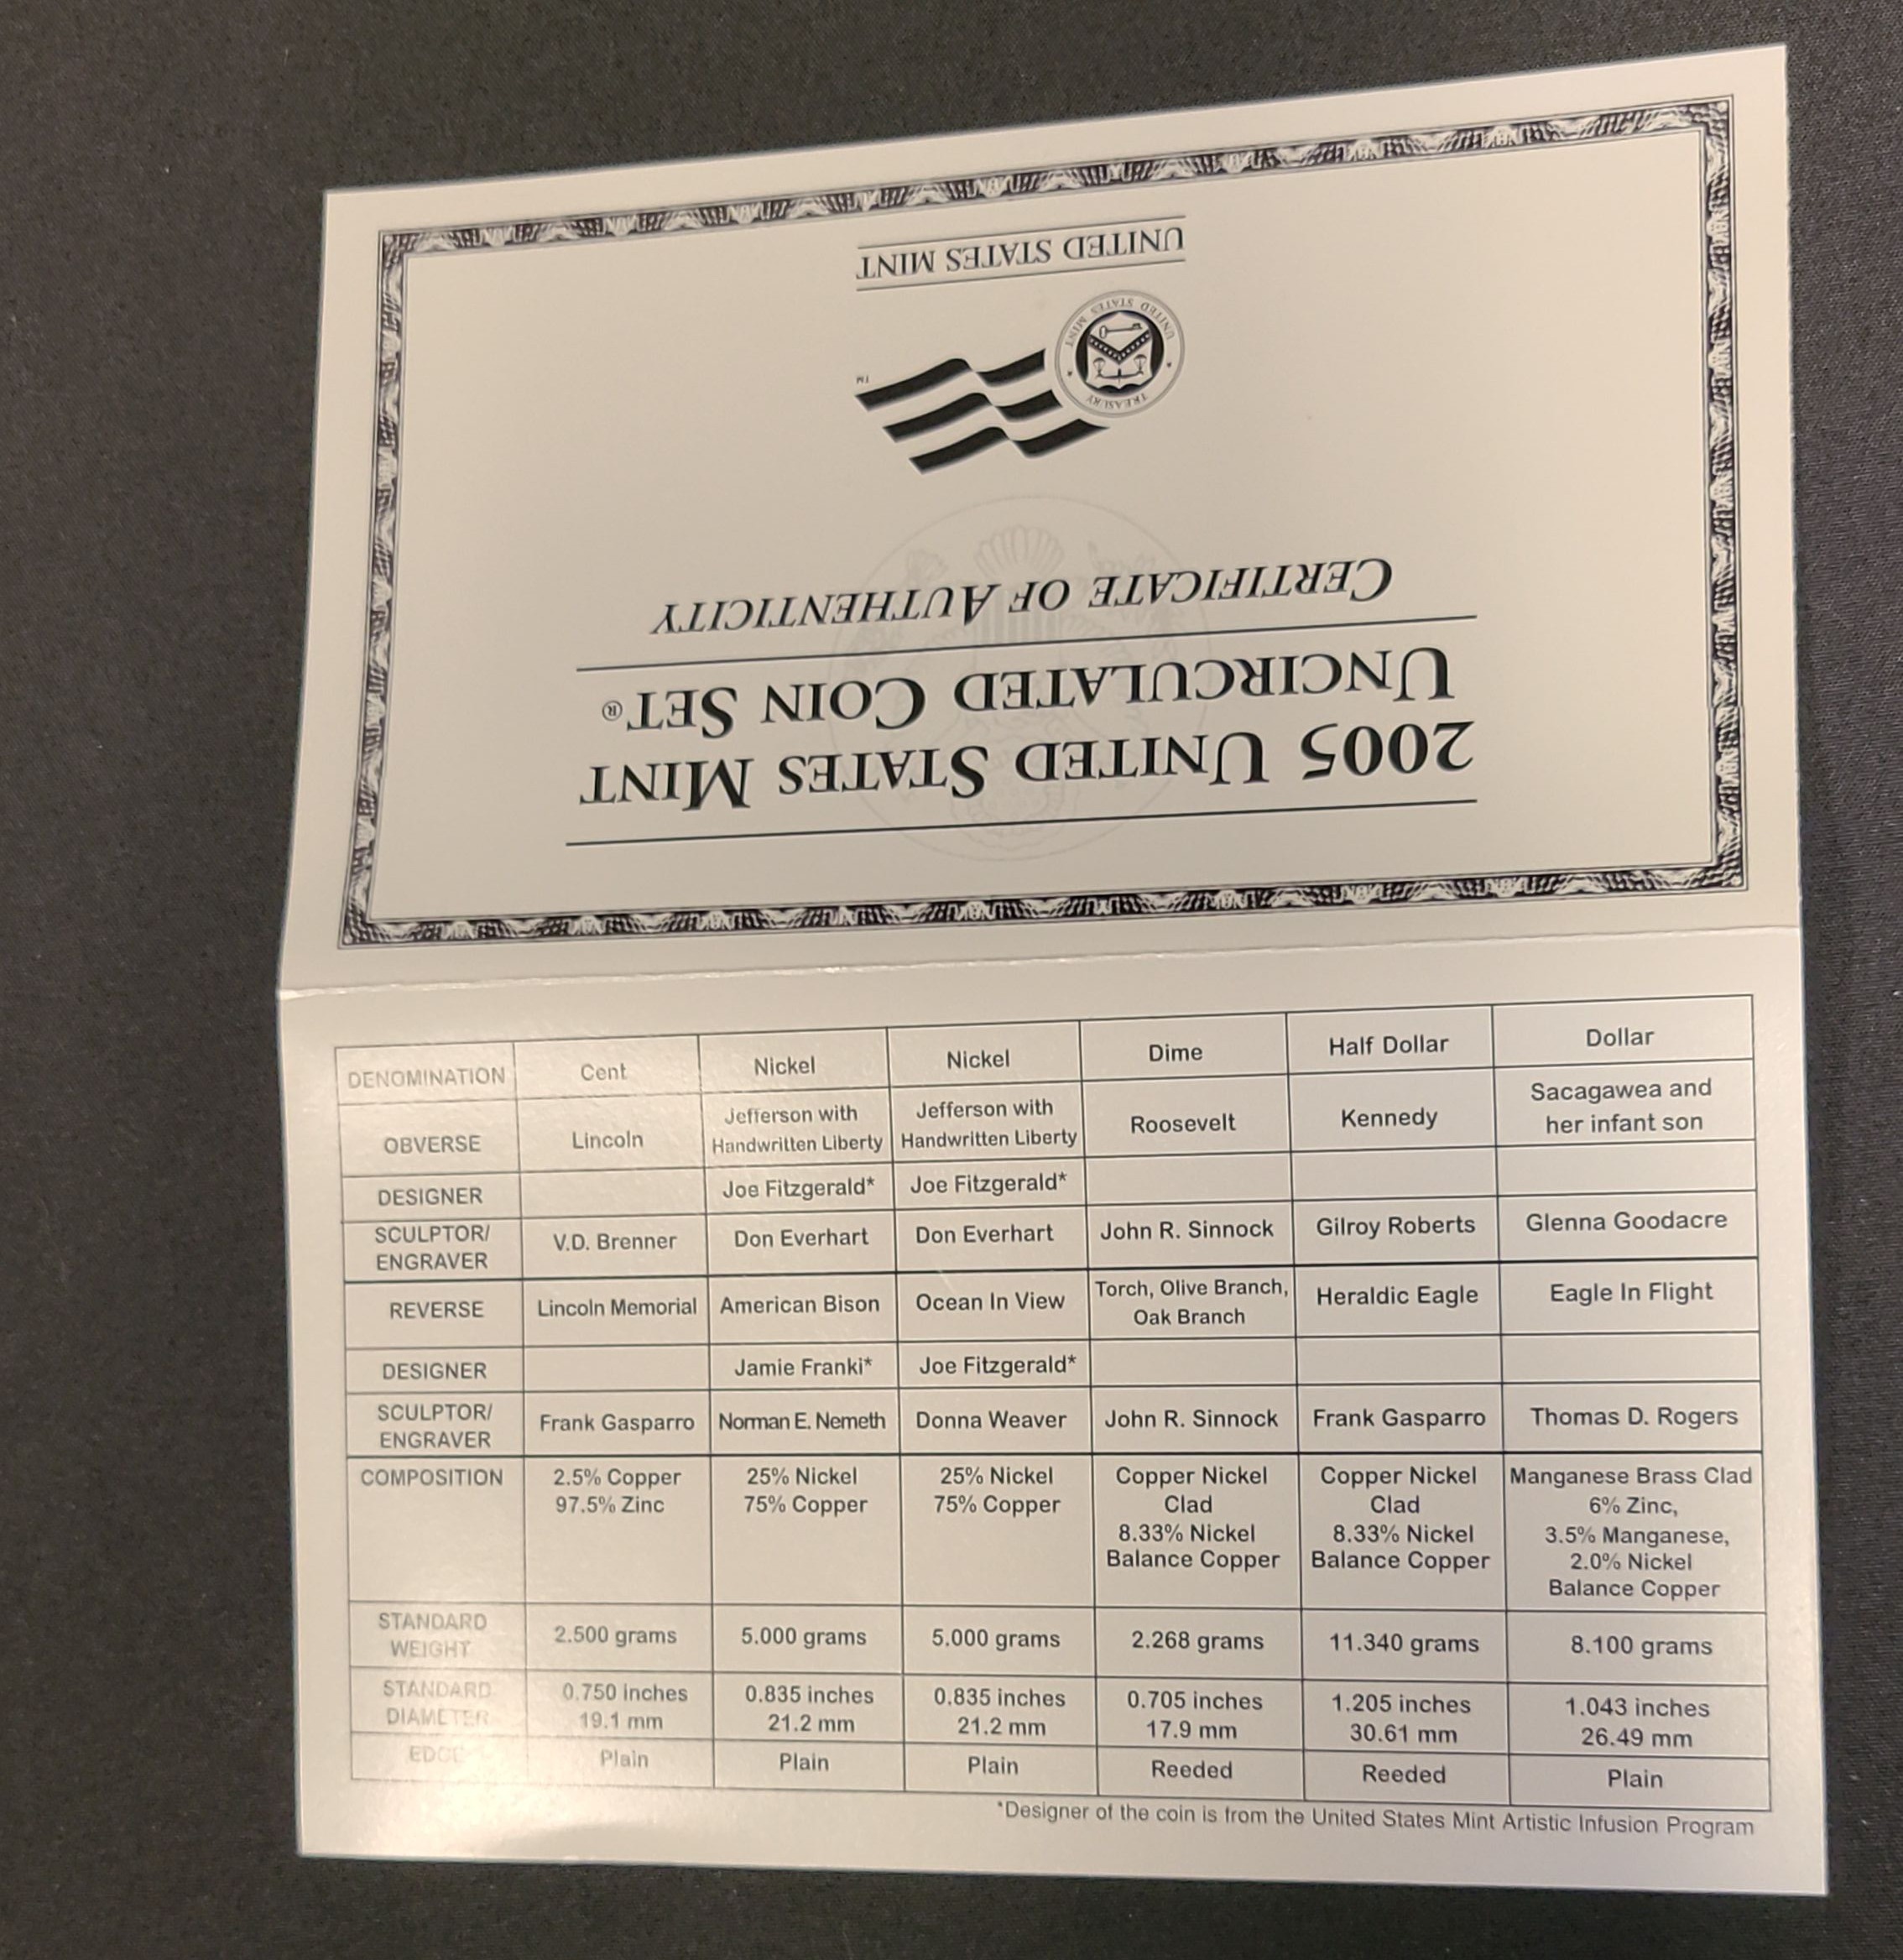 UNITED STATES MINT
TREASURY
UNITED STATES MINT
TM
2005 UNITED STATES MINT
UNCIRCULATED COIN SET®
CERTIFICATE OF AUTHENTICITY
DENOMINATION Cent Nickel Nickel Dime Half Dollar Dollar
OBVERSE Lincoln Jefferson with Handwritten Liberty Jefferson with Handwritten Liberty Roosevelt Kennedy Sacagawea and her infant son
DESIGNER Joe Fitzgerald* Joe Fitzgerald*
SCULPTOR/ENGRAVER V.D. Brenner Don Everhart Don Everhart John R. Sinnock Gilroy Roberts Glenna Goodacre
REVERSE Lincoln Memorial American Bison Ocean In View Torch, Olive Branch, Oak Branch Heraldic Eagle Eagle In Flight
DESIGNER Jamie Franki* Joe Fitzgerald*
SCULPTOR/ENGRAVER Frank Gasparro Norman E. Nemeth Donna Weaver John R. Sinnock Frank Gasparro Thomas D. Rogers
COMPOSITION 2.5% Copper 97.5% Zinc 25% Nickel 75% Copper 25% Nickel 75% Copper Copper Nickel Clad 8.33% Nickel Balance Copper Copper Nickel Clad 8.33% Nickel Balance Copper Manganese Brass Clad 6% Zinc, 3.5% Manganese, 2.0% Nickel Balance Copper
STANDARD WEIGHT 2.500 grams 5.000 grams 5.000 grams 2.268 grams 11.340 grams 8.100 grams
STANDARD DIAMETER 0.750 inches 19.1 mm 0.835 inches 21.2 mm 0.835 inches 21.2 mm 0.705 inches 17.9 mm 1.205 inches 30.61 mm 1.043 inches 26.49 mm
EDGE Plain Plain Plain Reeded Reeded Plain
*Designer of the coin is from the United States Mint Artistic Infusion Program